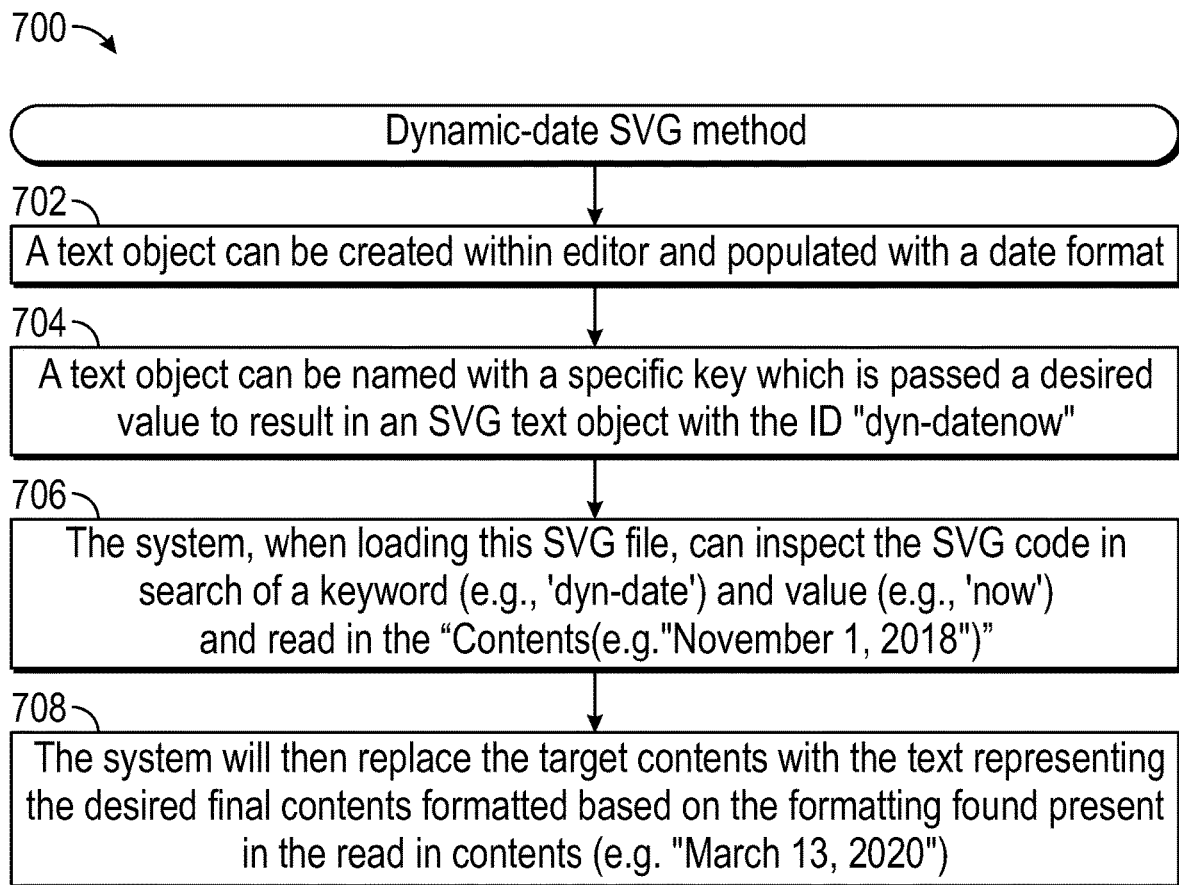 700
Dynamic-date SVG method
702
A text object can be created within editor and populated with a date format
704
A text object can be named with a specific key which is passed a desired
value to result in an SVG text object with the ID "dyn-datenow"
706
The system, when loading this SVG file, can inspect the SVG code in
search of a keyword (e.g., 'dyn-date') and value (e.g., 'now')
and read in the “Contents(e.g."November 1, 2018")”
708
The system will then replace the target contents with the text representing
the desired final contents formatted based on the formatting found present
in the read in contents (e.g. "March 13, 2020")